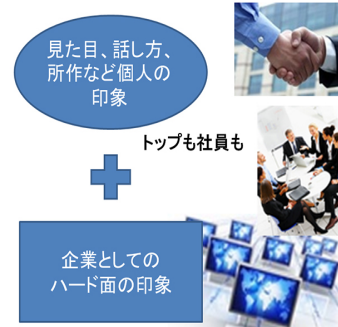 見た目、話し方、
所作など個人の
印象
トップも社員も
企業としての
ハード面の印象